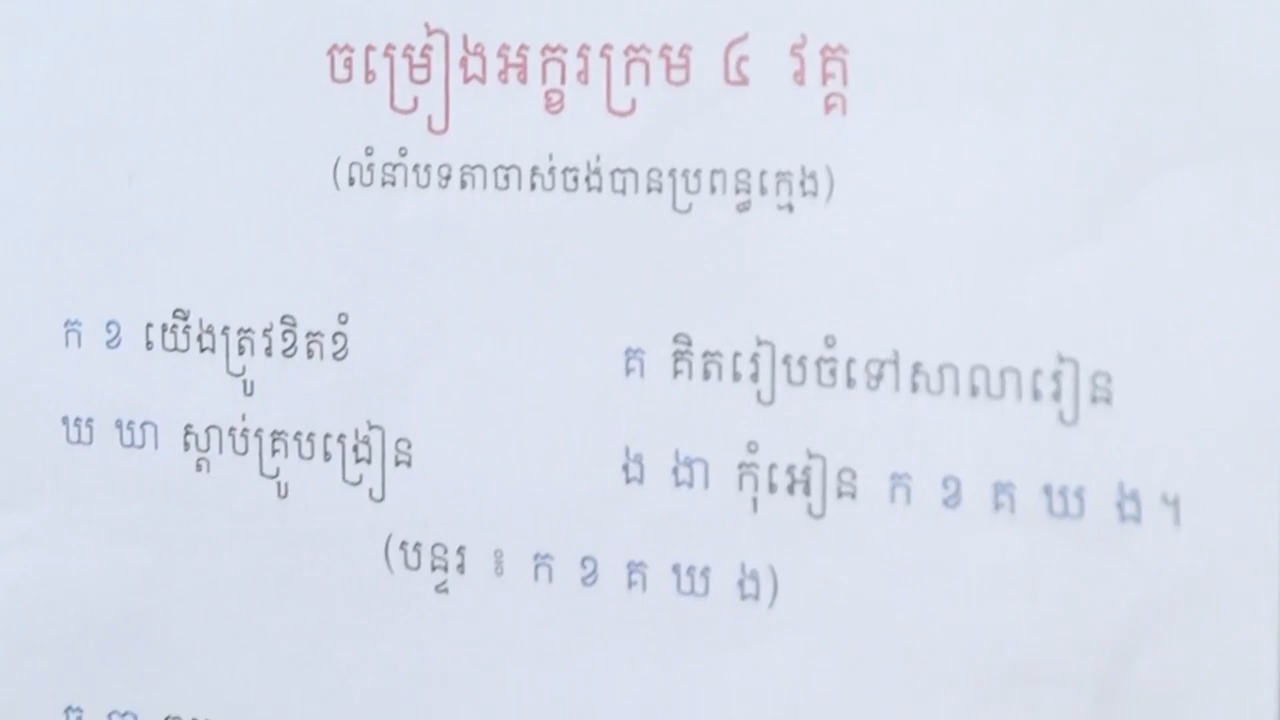 ចម្រៀងអក្ខរក្រម ៤ វគ្គ
(លំនាំបទតាចាស់ចង់បានប្រពន្ធក្មេង)
ក ខ យើងត្រូវខិតខំ
គ គិតរៀបចំទៅសាលារៀន
ឃ ឃា ស្តាប់គ្រូបង្រៀន
ង ងា កុំអៀន ក ខ គ ឃ ង ។
(បន្ទរ ៖ ក ខ គ ឃ ង)